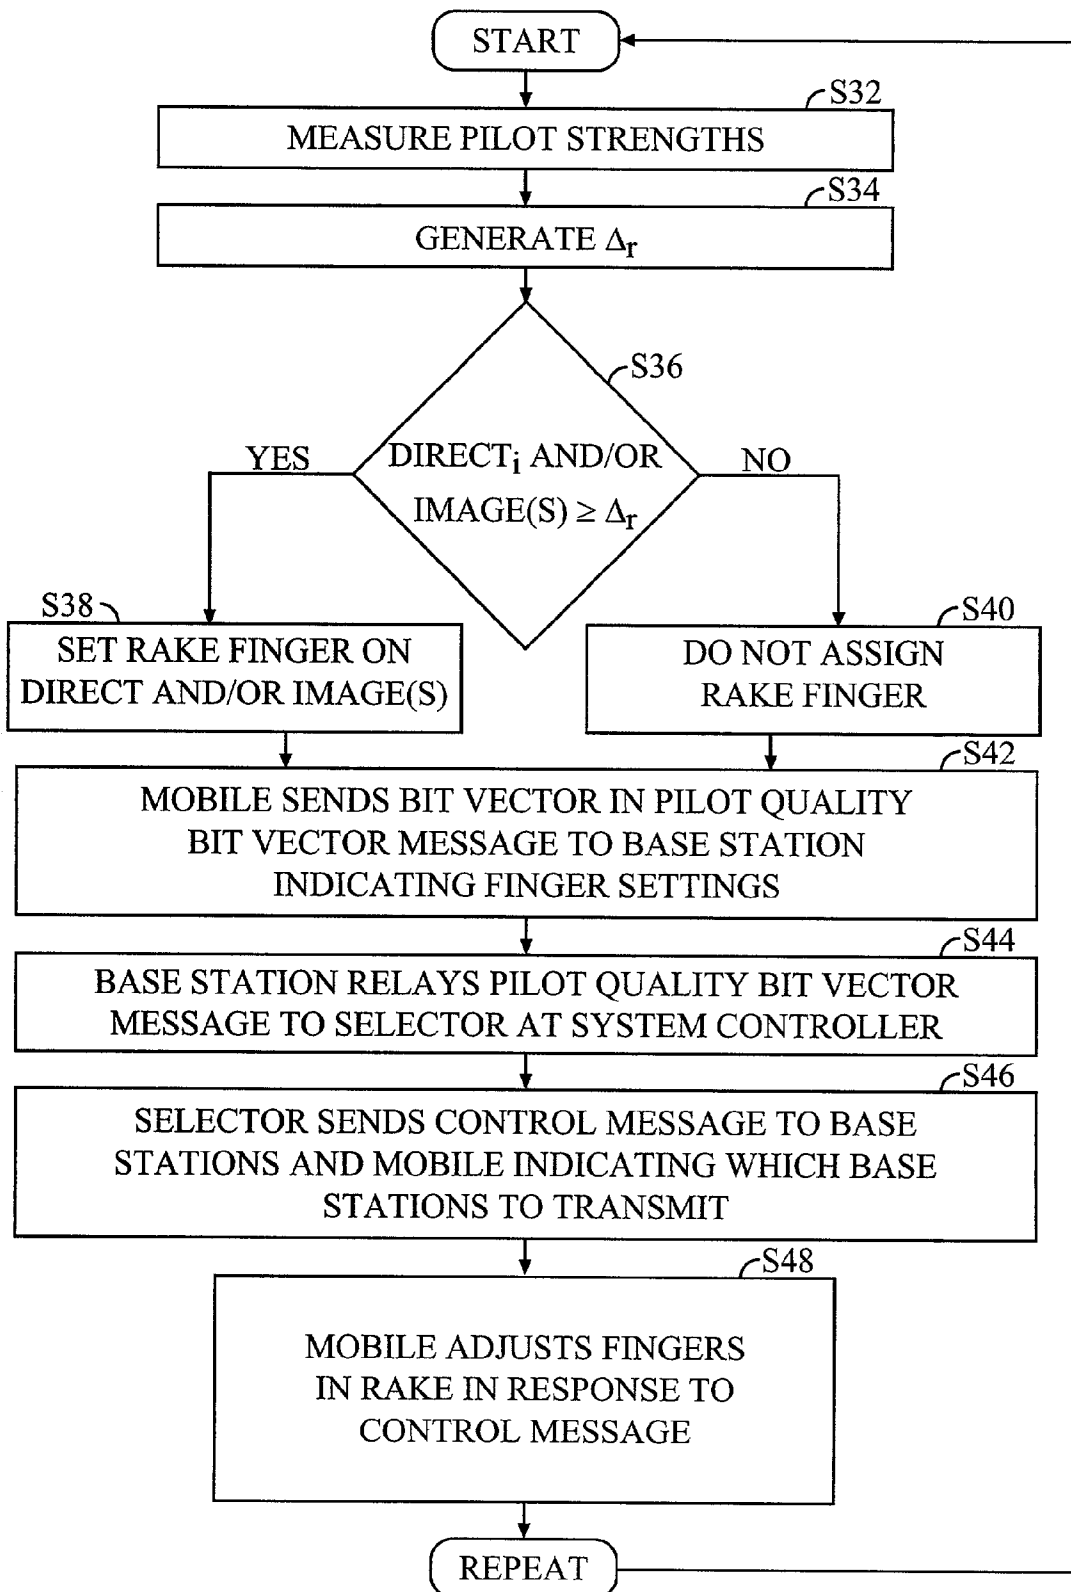 START
S32
MEASURE PILOT STRENGTHS
S34
GENERATE Δr
S36
YES
DIRECTi AND/OR
IMAGE(S) ≥ Δr
NO
S38
SET RAKE FINGER ON
DIRECT AND/OR IMAGE(S)
S40
DO NOT ASSIGN
RAKE FINGER
S42
MOBILE SENDS BIT VECTOR IN PILOT QUALITY
BIT VECTOR MESSAGE TO BASE STATION
INDICATING FINGER SETTINGS
S44
BASE STATION RELAYS PILOT QUALITY BIT VECTOR
MESSAGE TO SELECTOR AT SYSTEM CONTROLLER
S46
SELECTOR SENDS CONTROL MESSAGE TO BASE
STATIONS AND MOBILE INDICATING WHICH BASE
STATIONS TO TRANSMIT
S48
MOBILE ADJUSTS FINGERS
IN RAKE IN RESPONSE TO
CONTROL MESSAGE
REPEAT